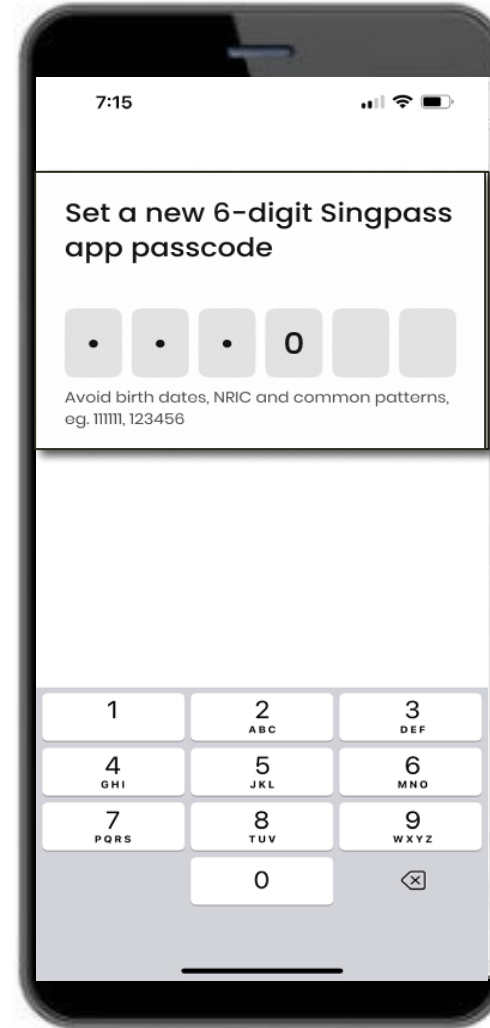 7:15
Set a new 6-digit Singpass
app passcode
• • • 0
Avoid birth dates, NRIC and common patterns,
eg. 111111, 123456
1 2 3
ABC DEF
4 5 6
GHI JKL MNO
7 8 9
PQRS TUV WXYZ
0